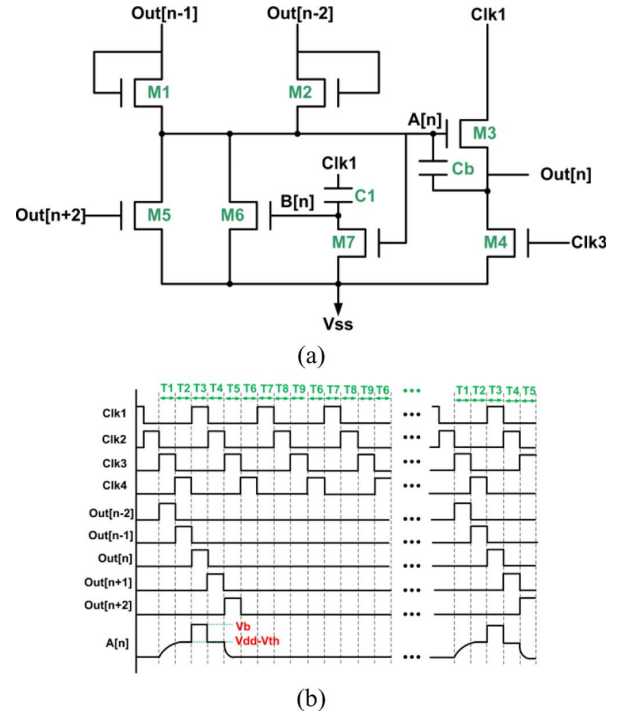 Out[n-1] Out[n-2] Clk1
M1 M2 A[n] M3
Clk1 Cb Out[n]
Out[n+2] M5 M6 B[n] C1
M7 M4 Clk3
Vss
(a)
T1 T2 T3 T4 T5 T6 T7 T8 T9 T6 T7 T8 T9 T6 ••• T1 T2 T3 T4 T5
Clk1 •••
Clk2 •••
Clk3 •••
Clk4 •••
Out[n-2] •••
Out[n-1] •••
Out[n] •••
Out[n+1] •••
Out[n+2] •••
Vb
A[n] Vdd-Vth •••
(b)